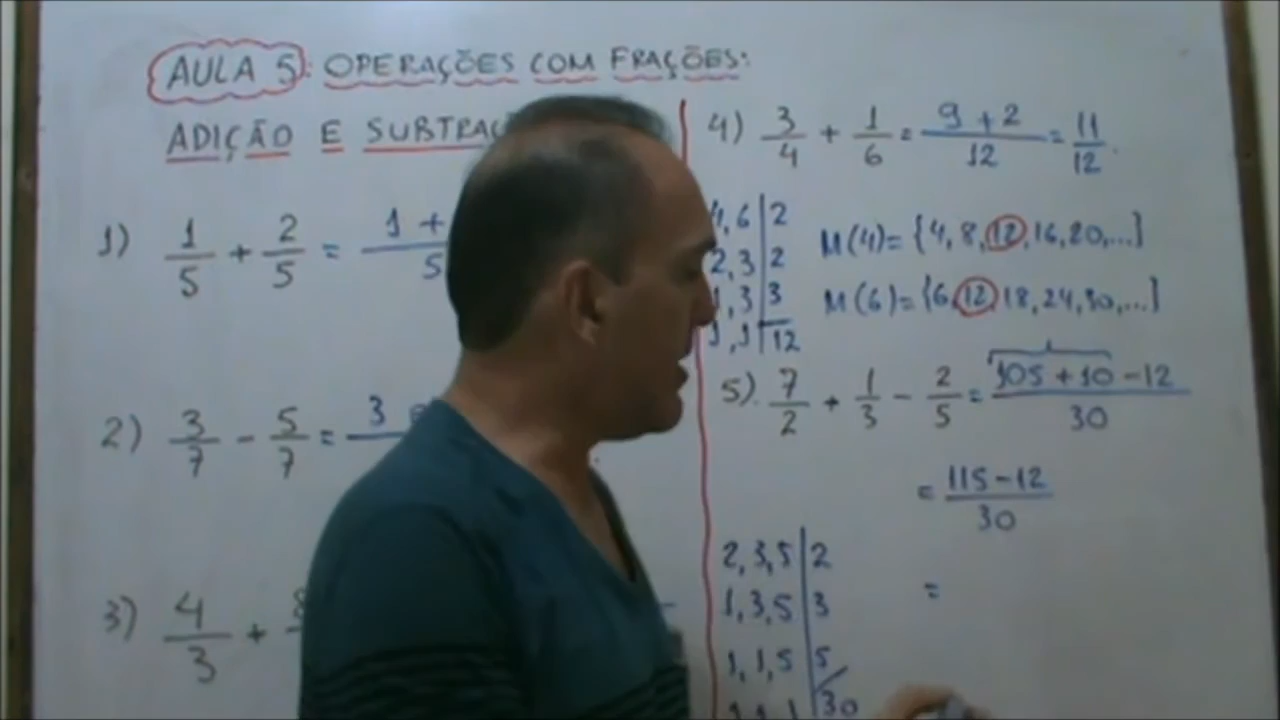 AULA 5: OPERAÇÕES COM FRAÇÕES:
ADIÇÃO E SUBTRAÇ
1) 1/5 + 2/5 = 1 + /5
2) 3/7 - 5/7 = 3
3) 4/3 + 8
4) 3/4 + 1/6 = 9 + 2/12 = 11/12.
4, 6 | 2
2, 3 | 2
1, 3 | 3
1, 1 | 12
M(4) = {4, 8, 12, 16, 20, ...}
M(6) = {6, 12, 18, 24, 30, ...}
5) 7/2 + 1/3 - 2/5 = 105 + 10 - 12/30
= 115 - 12/30
=
2, 3, 5 | 2
1, 3, 5 | 3
1, 1, 5 | 5
1, 1, 1 | 30